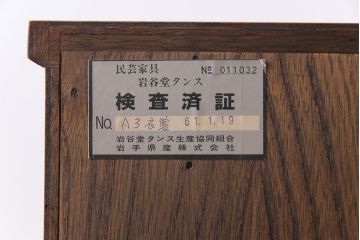 民芸家具 № 011032
岩谷堂タンス
検査済証
No. A3衣裳 61.1.19
岩谷堂タンス生産協同組合
岩手県産株式会社